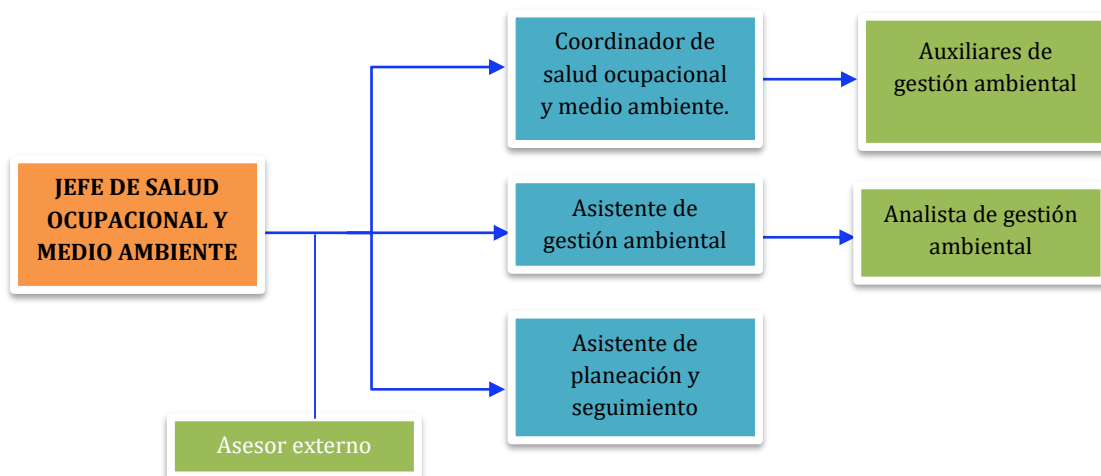 JEFE DE SALUD
OCUPACIONAL Y
MEDIO AMBIENTE
Coordinador de
salud ocupacional
y medio ambiente.
Auxiliares de
gestión ambiental
Asistente de
gestión ambiental
Analista de gestión
ambiental
Asistente de
planeación y
seguimiento
Asesor externo